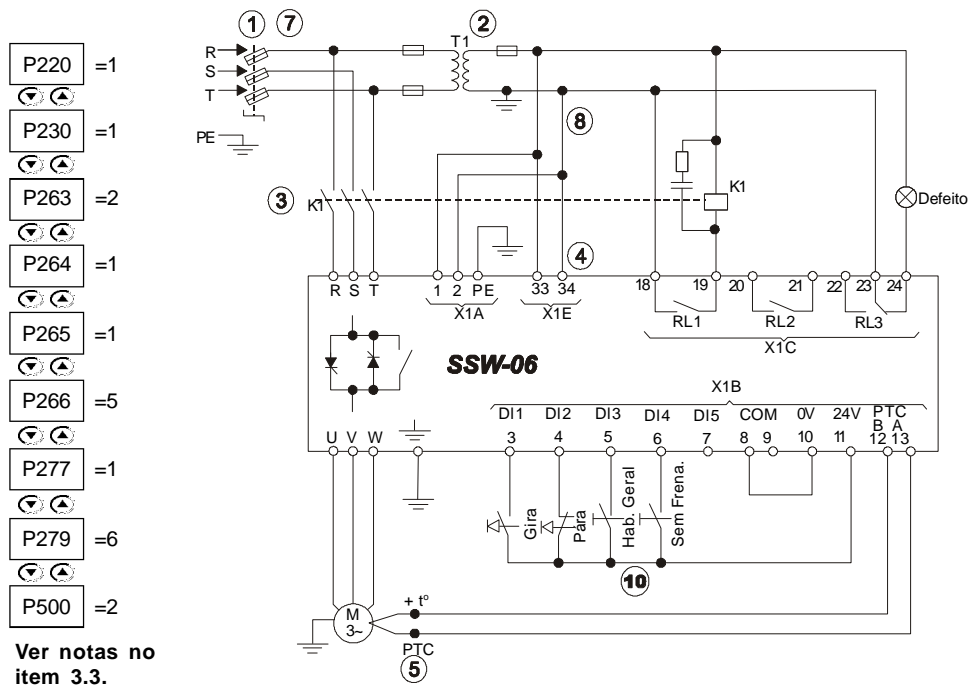 P220 =1
P230 =1
P263 =2
P264 =1
P265 =1
P266 =5
P277 =1
P279 =6
P500 =2
Ver notas no
item 3.3.
1 7 2
R
S
T
T1
PE
8
3
K1
K1
Defeito
4
R S T 1 2 PE 33 34 18 19 20 21 22 23 24
X1A X1E RL1 RL2 RL3
X1C
SSW-06
X1B
U V W
DI1 DI2 DI3 DI4 DI5 COM 0V 24V PTC
B A
3 4 5 6 7 8 9 10 11 12 13
Gira
Pára
Hab. Geral
Sem Frena.
10
M
3~
+ tº
PTC
5